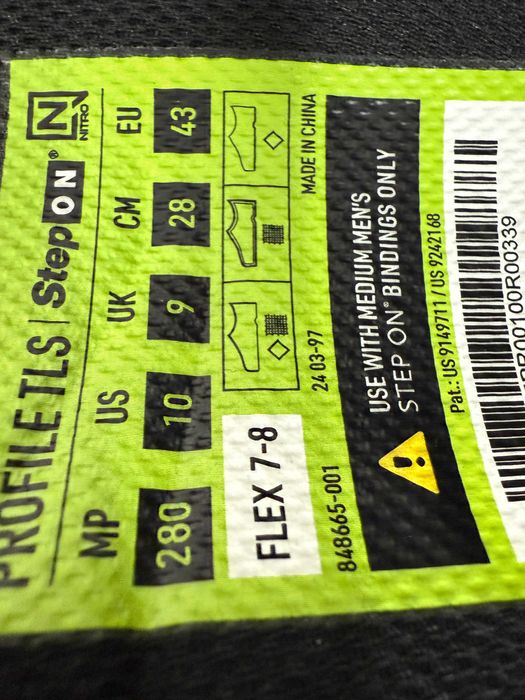 PROFILE TLS | Step ON®
NITRO
MP US UK CM EU
280 10 9 28 43
FLEX 7-8
848665-001 24 03-97 MADE IN CHINA
USE WITH MEDIUM MEN'S
STEP ON® BINDINGS ONLY
Pat.: US 9149711 / US 9242168